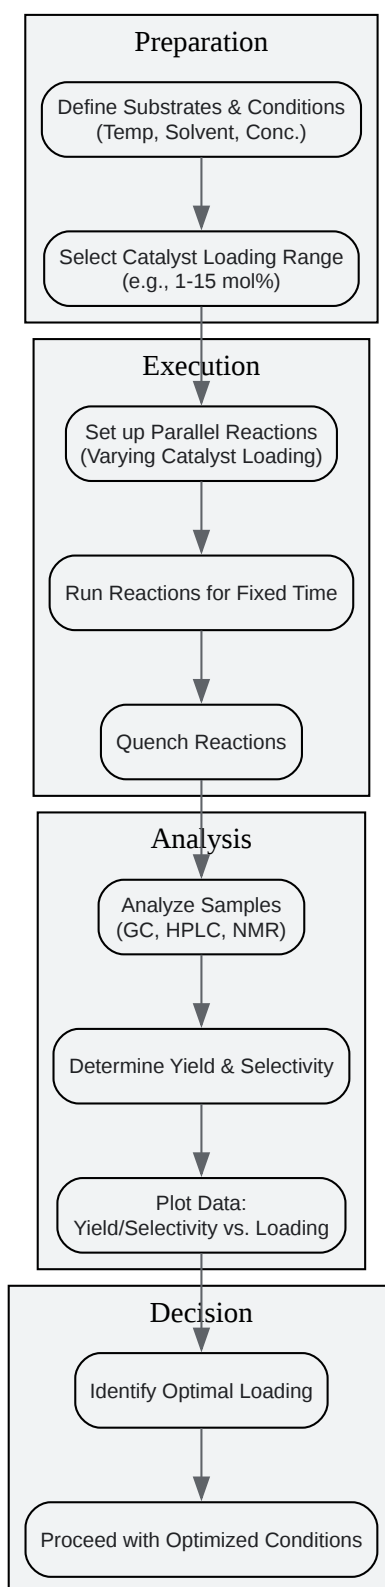 Preparation
Define Substrates & Conditions
(Temp, Solvent, Conc.)
Select Catalyst Loading Range
(e.g., 1-15 mol%)
Execution
Set up Parallel Reactions
(Varying Catalyst Loading)
Run Reactions for Fixed Time
Quench Reactions
Analysis
Analyze Samples
(GC, HPLC, NMR)
Determine Yield & Selectivity
Plot Data:
Yield/Selectivity vs. Loading
Decision
Identify Optimal Loading
Proceed with Optimized Conditions